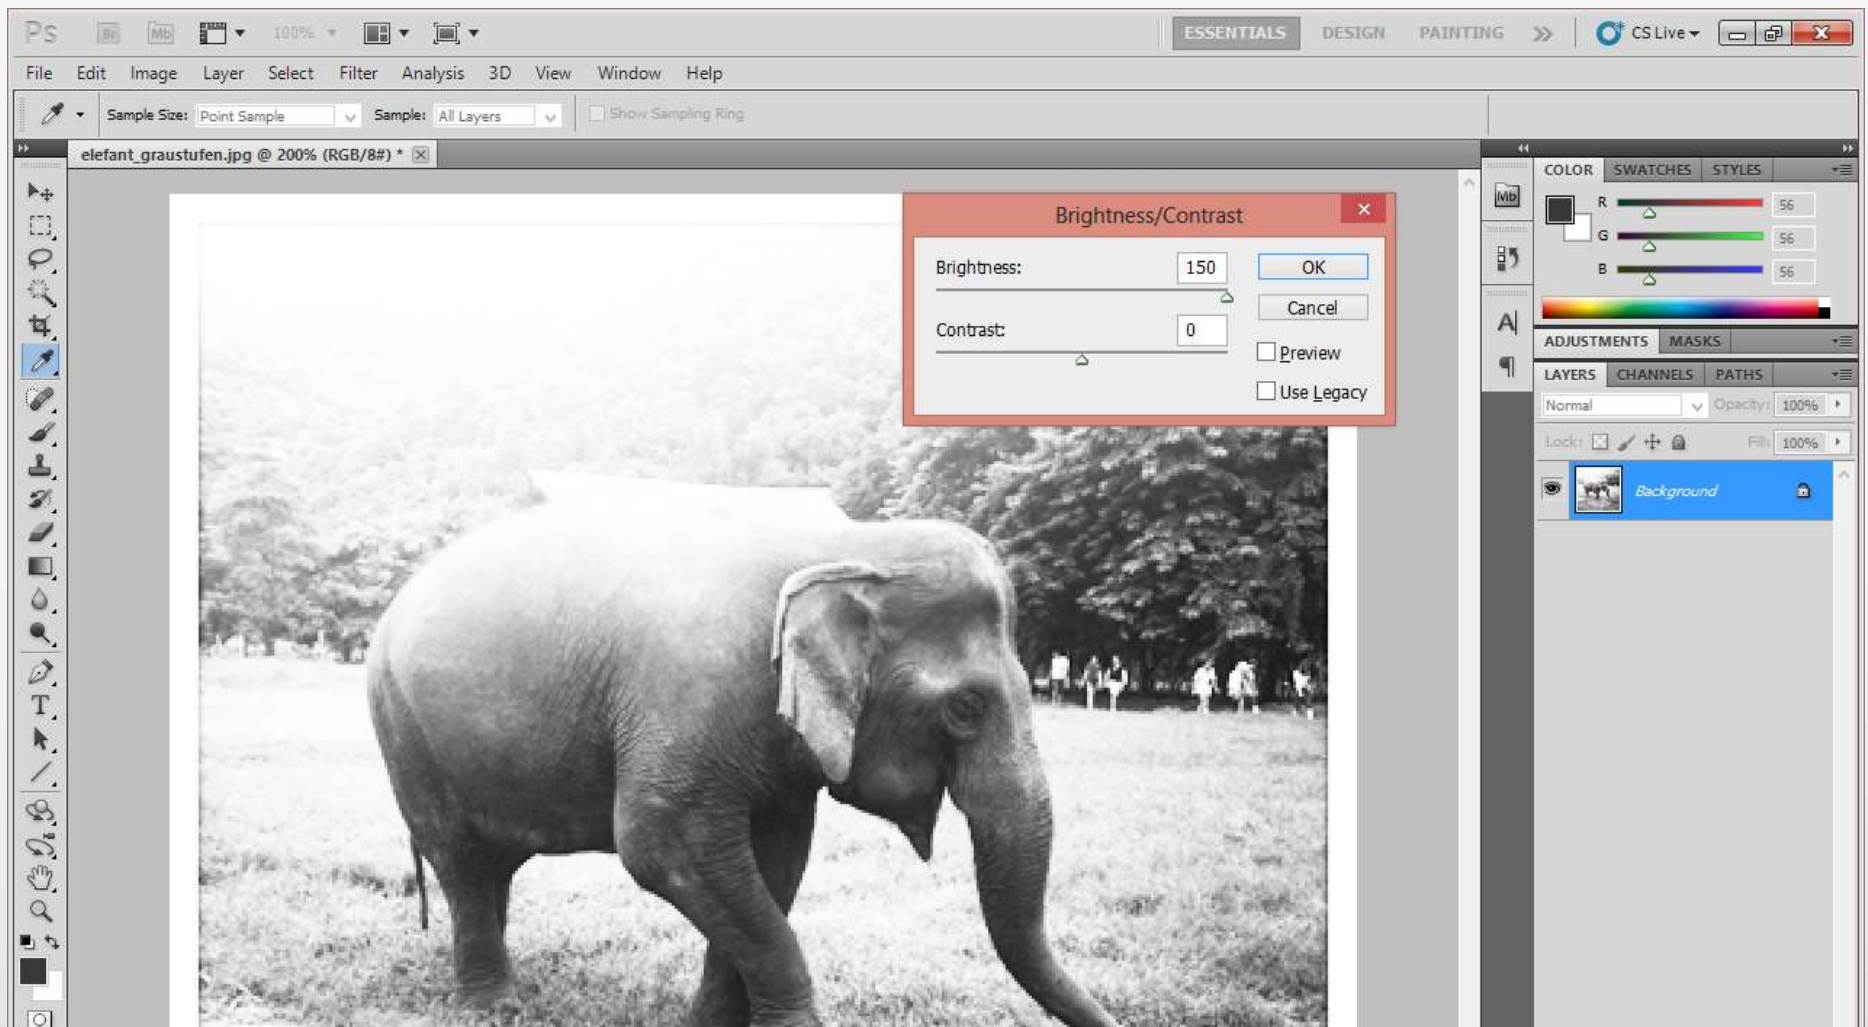 Ps Br Mb 100% ESSENTIALS DESIGN PAINTING CS Live
File Edit Image Layer Select Filter Analysis 3D View Window Help
Sample Size: Point Sample Sample: All Layers Show Sampling Ring
elefant_graustufen.jpg @ 200% (RGB/8#) *
Brightness/Contrast
Brightness: 150
OK
Cancel
Contrast: 0
Preview
Use Legacy
Mb
COLOR SWATCHES STYLES
R 56
G 56
B 56
ADJUSTMENTS MASKS
LAYERS CHANNELS PATHS
Normal Opacity: 100%
Lock: Fill: 100%
Background